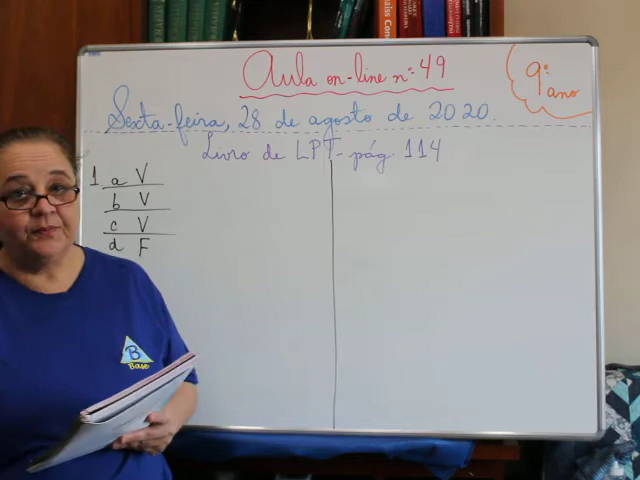 Aula on-line nº 49
9º ano
Sexta-feira, 28 de agosto de 2020.
Livro de LPT - pág. 114
1 a V
b V
c V
d F
B
Base